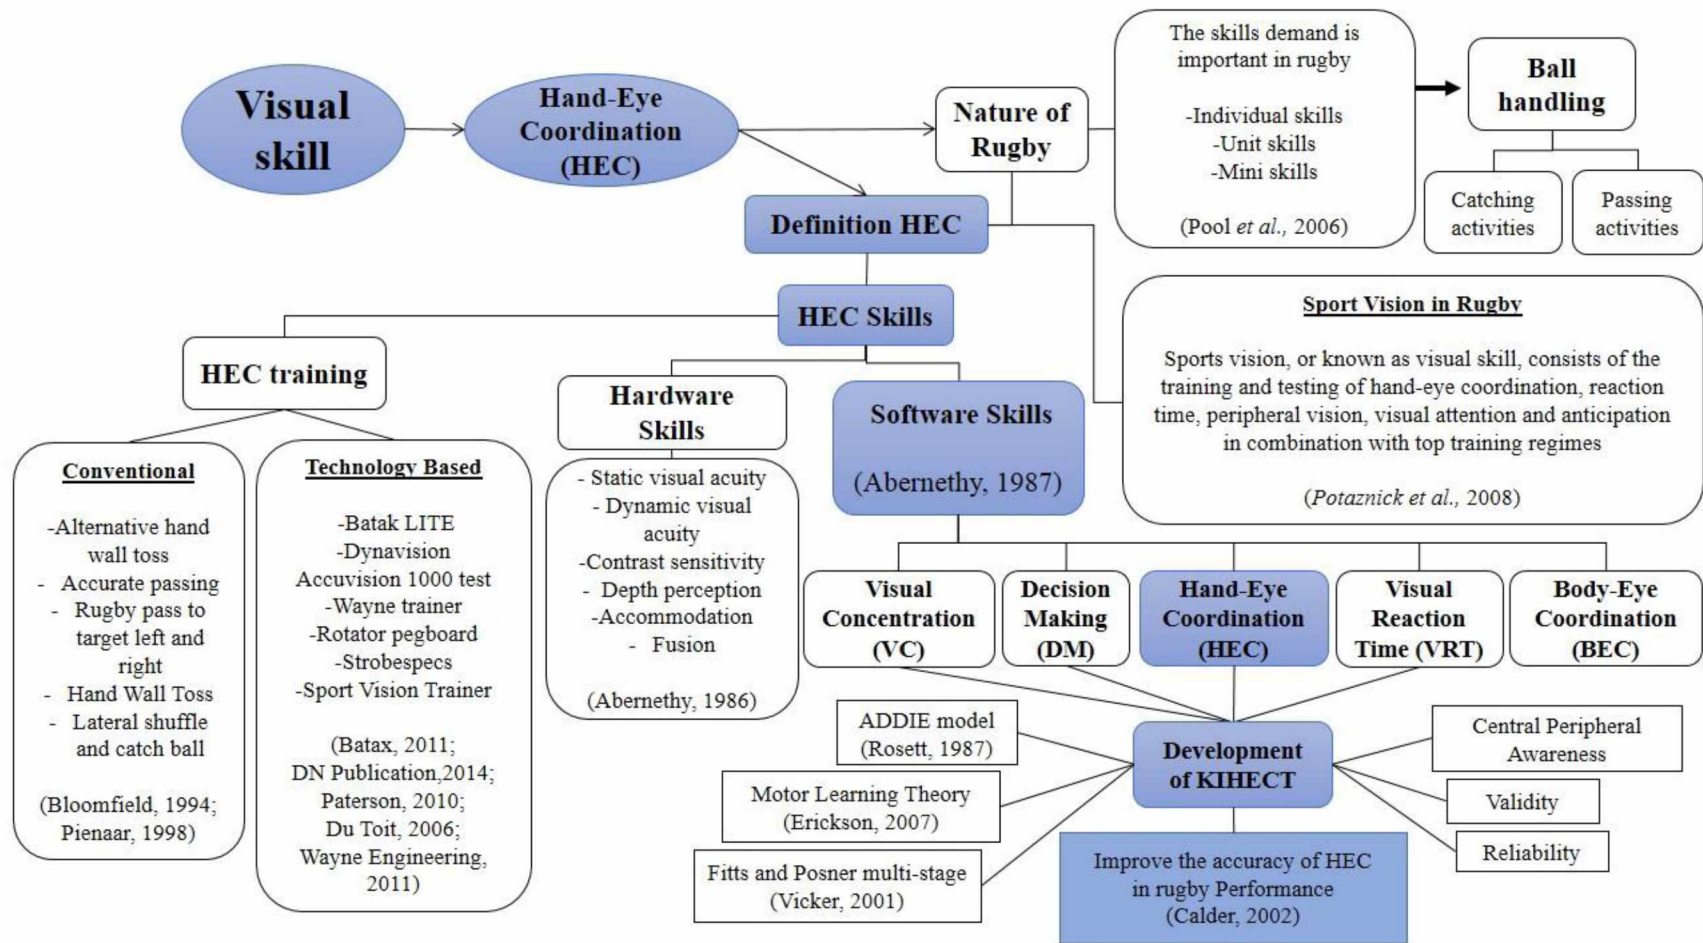 Visual
skill
Hand-Eye
Coordination
(HEC)
Nature of
Rugby
The skills demand is
important in rugby
-Individual skills
-Unit skills
-Mini skills
(Pool et al., 2006)
Ball
handling
Catching
activities
Passing
activities
Definition HEC
HEC Skills
Sport Vision in Rugby
Sports vision, or known as visual skill, consists of the
training and testing of hand-eye coordination, reaction
time, peripheral vision, visual attention and anticipation
in combination with top training regimes
(Potaznick et al., 2008)
HEC training
Hardware
Skills
Software Skills
(Abernethy, 1987)
Conventional
-Alternative hand
wall toss
- Accurate passing
- Rugby pass to
target left and
right
- Hand Wall Toss
- Lateral shuffle
and catch ball
(Bloomfield, 1994;
Pienaar, 1998)
Technology Based
-Batak LITE
-Dynavision
Accuvision 1000 test
-Wayne trainer
-Rotator pegboard
-Strobespecs
-Sport Vision Trainer
(Batax, 2011;
DN Publication,2014;
Paterson, 2010;
Du Toit, 2006;
Wayne Engineering,
2011)
- Static visual acuity
- Dynamic visual
acuity
-Contrast sensitivity
- Depth perception
-Accommodation
- Fusion
(Abernethy, 1986)
Visual
Concentration
(VC)
Decision
Making
(DM)
Hand-Eye
Coordination
(HEC)
Visual
Reaction
Time (VRT)
Body-Eye
Coordination
(BEC)
ADDIE model
(Rosett, 1987)
Motor Learning Theory
(Erickson, 2007)
Fitts and Posner multi-stage
(Vicker, 2001)
Development
of KIHECT
Central Peripheral
Awareness
Validity
Reliability
Improve the accuracy of HEC
in rugby Performance
(Calder, 2002)